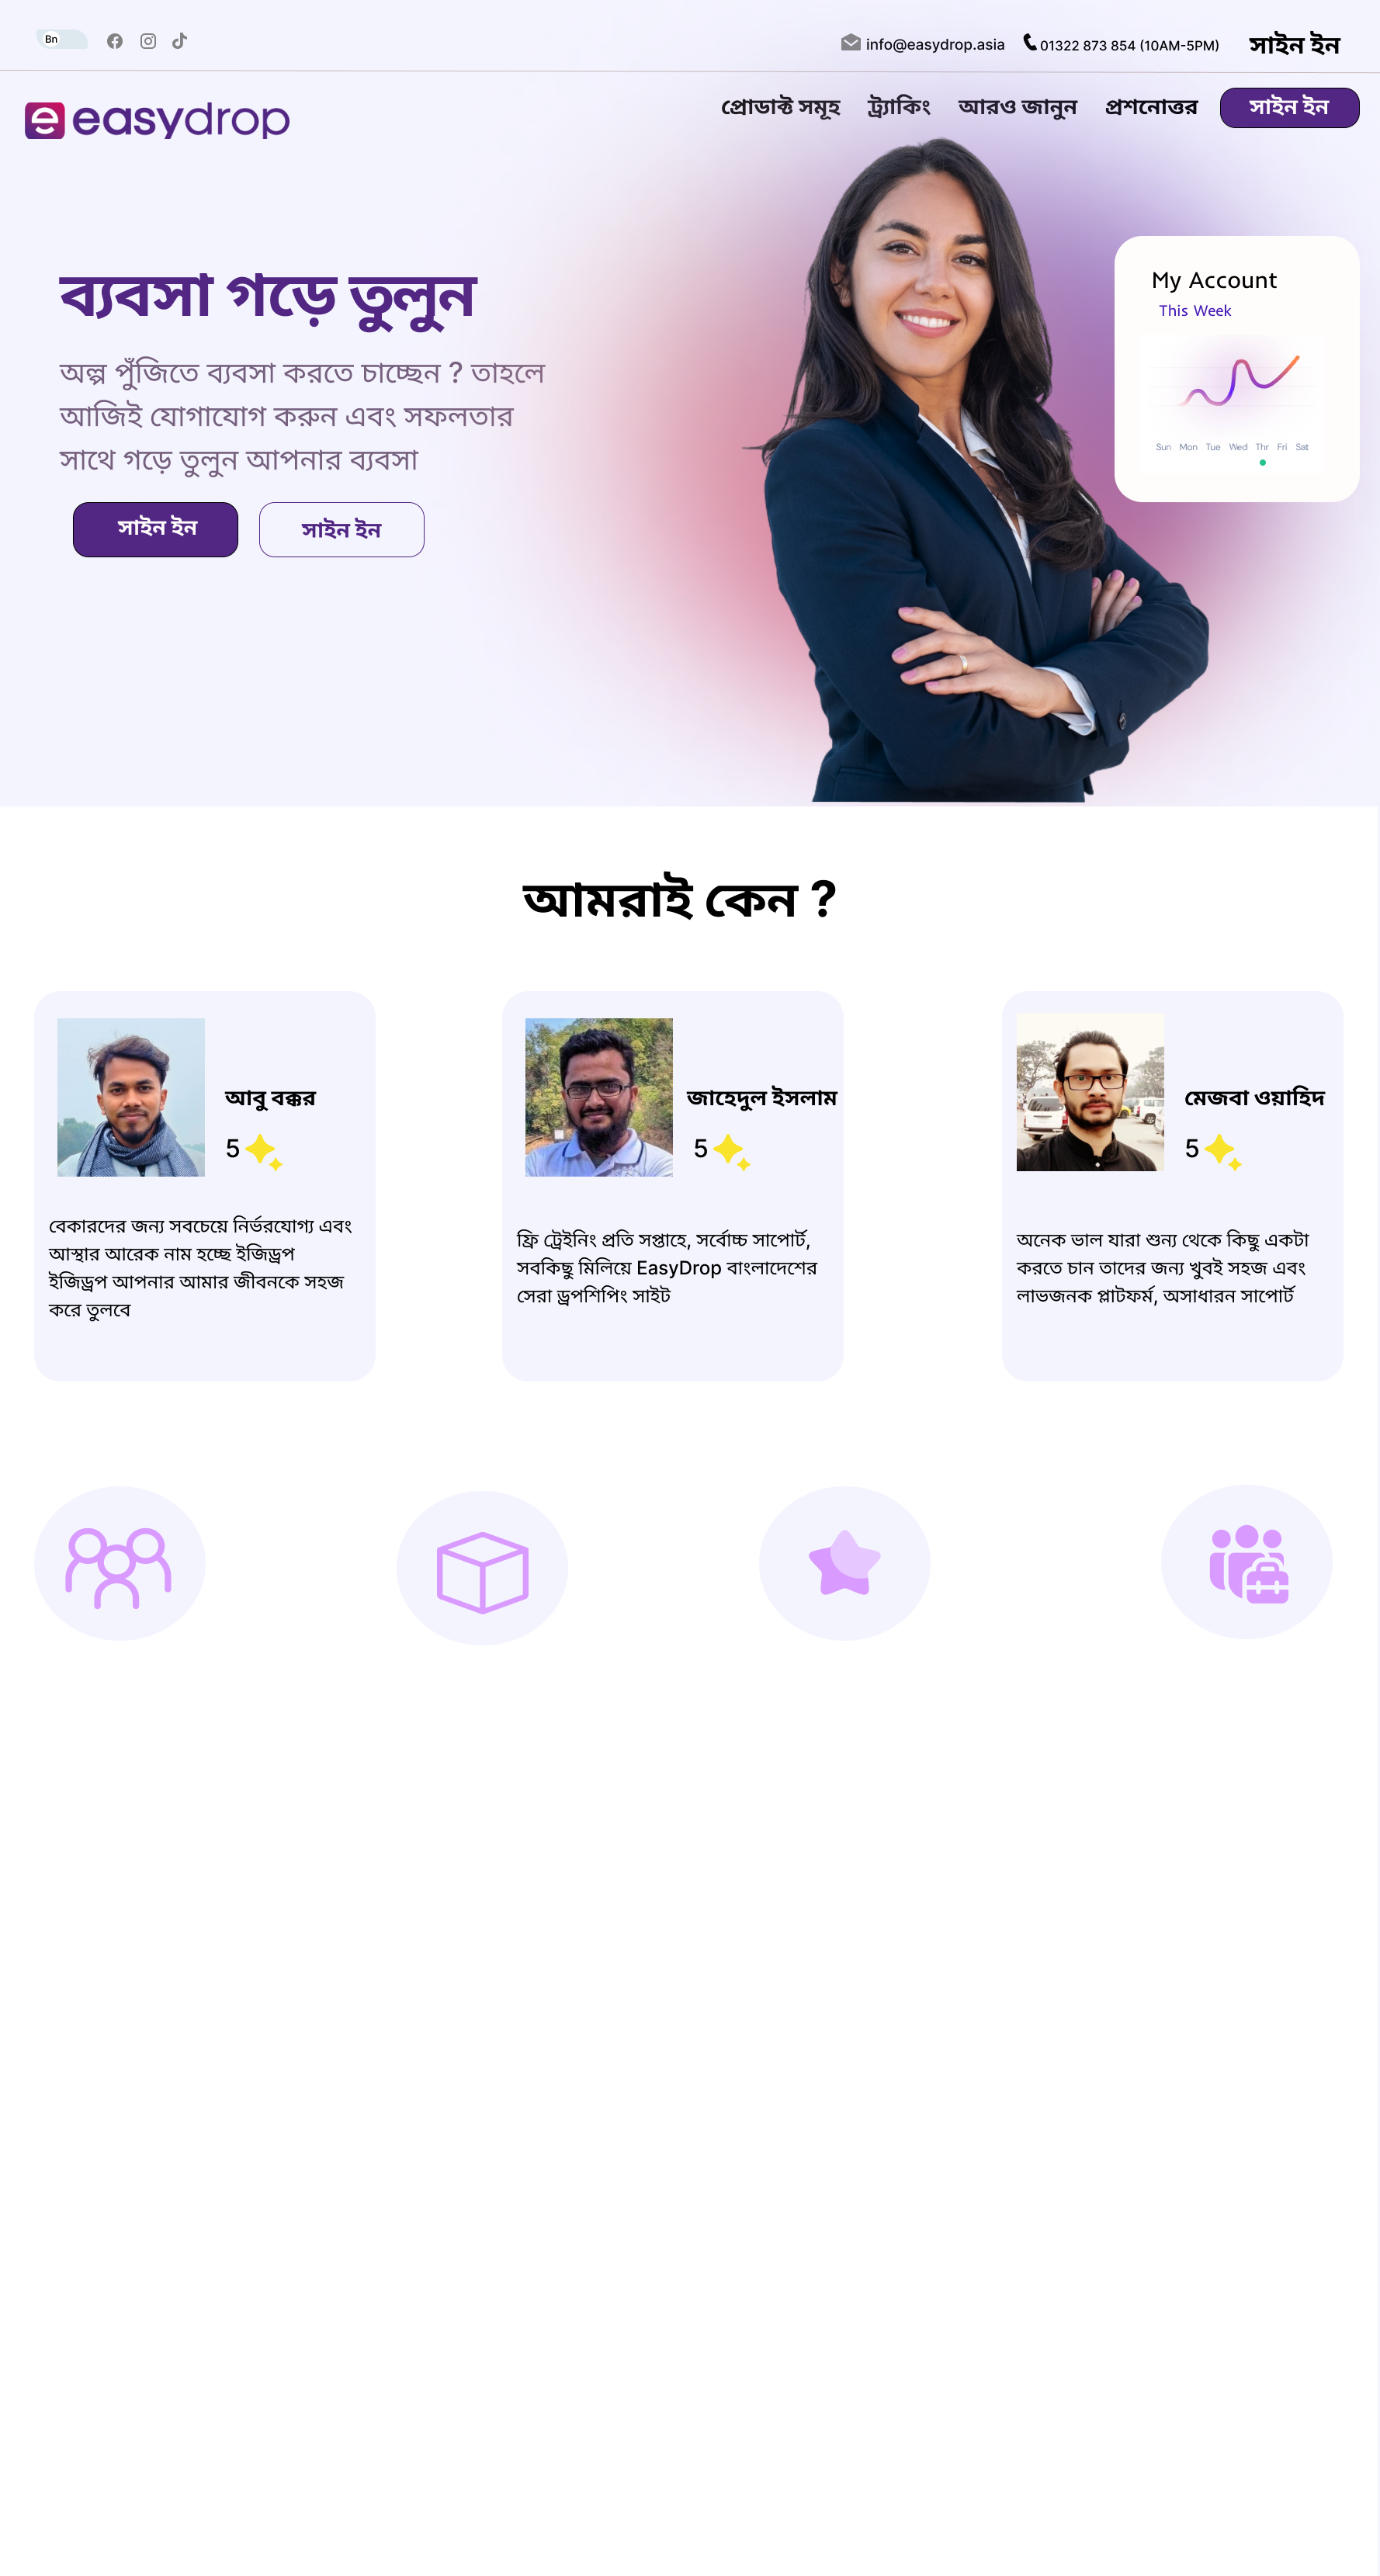 Bn
info@easydrop.asia
01322 873 854 (10AM-5PM)
সাইন ইন
easydrop
প্রোডাক্ট সমূহ
ট্র্যাকিং
আরও জানুন
প্রশনোত্তর
সাইন ইন
ব্যবসা গড়ে তুলুন
অল্প পুঁজিতে ব্যবসা করতে চাচ্ছেন ? তাহলে
আজিই যোগাযোগ করুন এবং সফলতার
সাথে গড়ে তুলুন আপনার ব্যবসা
সাইন ইন
সাইন ইন
My Account
This Week
Sun Mon Tue Wed Thr Fri Sat
আমরাই কেন ?
আবু বক্কর
5
বেকারদের জন্য সবচেয়ে নির্ভরযোগ্য এবং
আস্থার আরেক নাম হচ্ছে ইজিড্রপ
ইজিড্রপ আপনার আমার জীবনকে সহজ
করে তুলবে
জাহেদুল ইসলাম
5
ফ্রি ট্রেইনিং প্রতি সপ্তাহে, সর্বোচ্চ সাপোর্ট,
সবকিছু মিলিয়ে EasyDrop বাংলাদেশের
সেরা ড্রপশিপিং সাইট
মেজবা ওয়াহিদ
5
অনেক ভাল যারা শুন্য থেকে কিছু একটা
করতে চান তাদের জন্য খুবই সহজ এবং
লাভজনক প্লাটফর্ম, অসাধারন সাপোর্ট